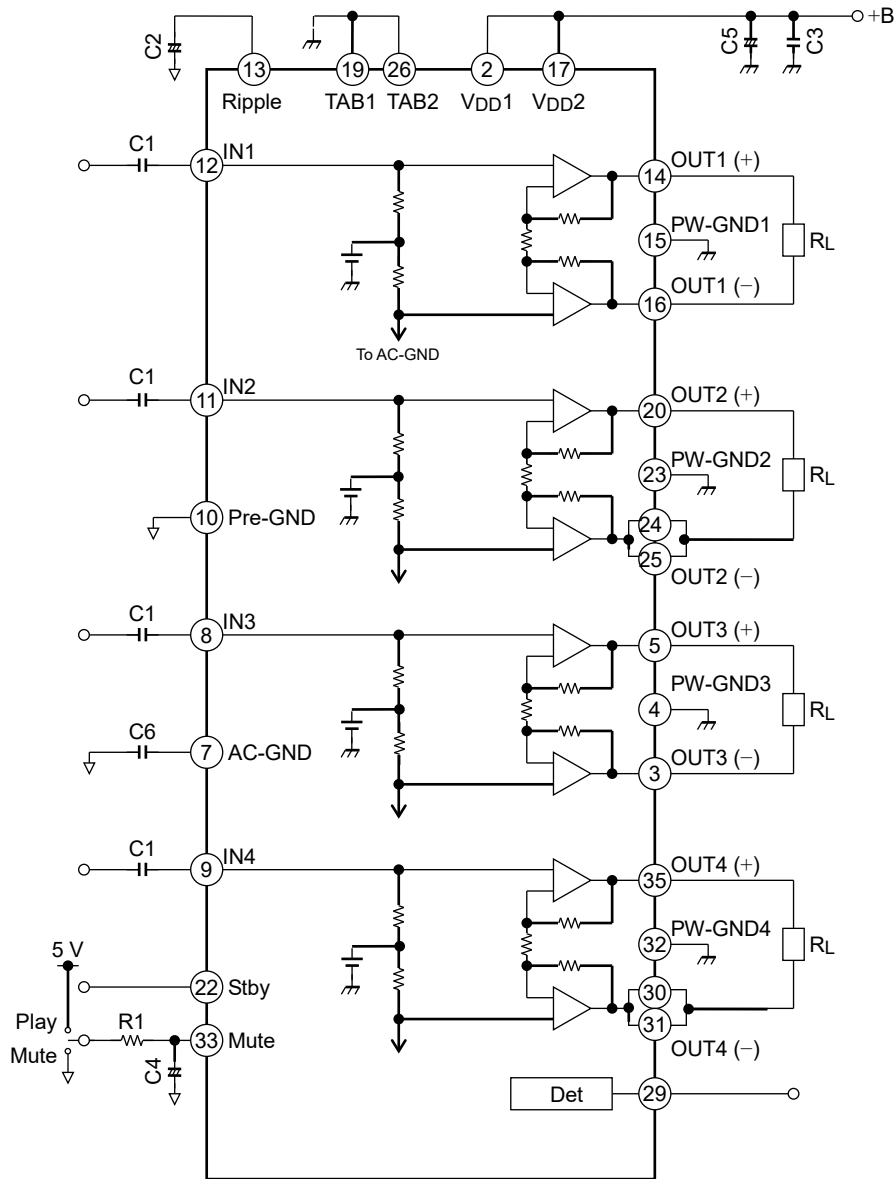 C2
C5
C3
+B
13
19
26
2
17
Ripple
TAB1
TAB2
VDD1
VDD2
C1
12
IN1
14
OUT1 (+)
15
PW-GND1
RL
16
OUT1 (−)
To AC-GND
C1
11
IN2
20
OUT2 (+)
23
PW-GND2
RL
10
Pre-GND
24
25
OUT2 (−)
C1
8
IN3
5
OUT3 (+)
4
PW-GND3
RL
C6
7
AC-GND
3
OUT3 (−)
C1
9
IN4
35
OUT4 (+)
32
PW-GND4
RL
5 V
22
Stby
30
31
OUT4 (−)
Play
Mute
R1
C4
33
Mute
Det
29